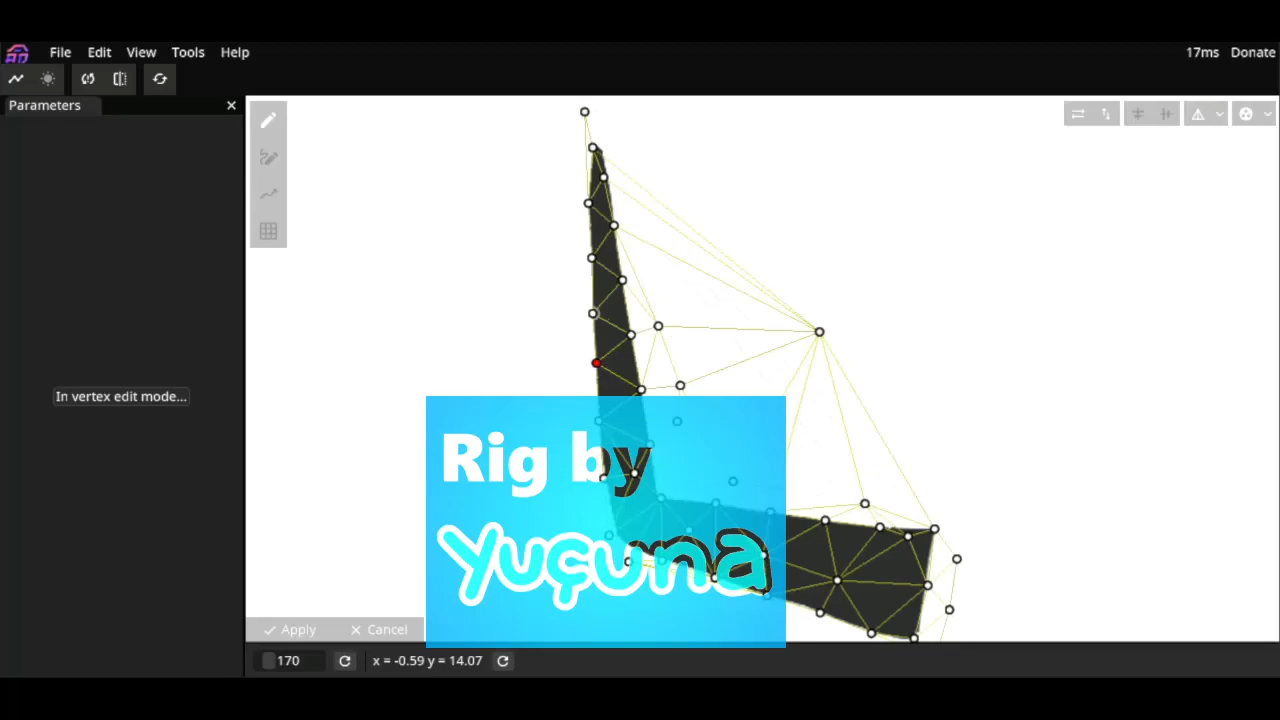 File Edit View Tools Help 17ms Donate
Parameters
In vertex edit mode...
Rig by
Yuçuna
Apply Cancel
170 x = -0.59 y = 14.07